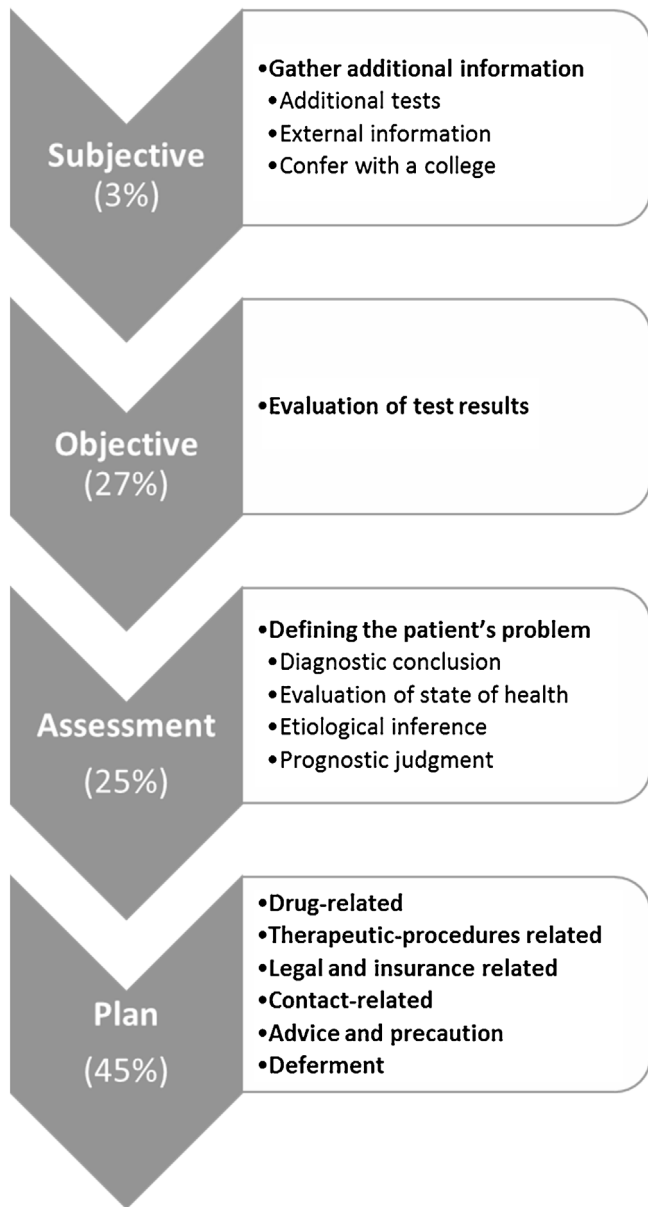 Subjective
(3%)
•Gather additional information
•Additional tests
•External information
•Confer with a college
Objective
(27%)
•Evaluation of test results
Assessment
(25%)
•Defining the patient's problem
•Diagnostic conclusion
•Evaluation of state of health
•Etiological inference
•Prognostic judgment
Plan
(45%)
•Drug-related
•Therapeutic-procedures related
•Legal and insurance related
•Contact-related
•Advice and precaution
•Deferment